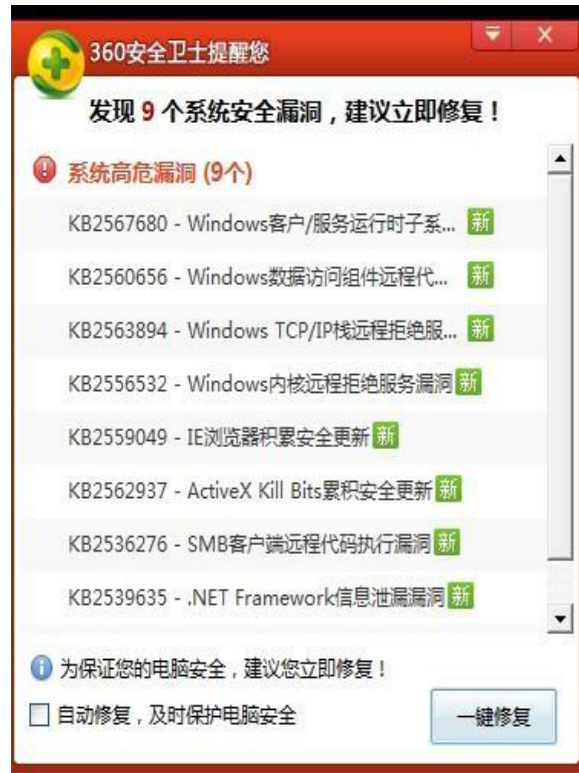 360安全卫士提醒您
发现 9 个系统安全漏洞，建议立即修复！
系统高危漏洞 (9个)
KB2567680 - Windows客户/服务运行时子系... 新
KB2560656 - Windows数据访问组件远程代... 新
KB2563894 - Windows TCP/IP栈远程拒绝服... 新
KB2556532 - Windows内核远程拒绝服务漏洞 新
KB2559049 - IE浏览器积累安全更新 新
KB2562937 - ActiveX Kill Bits累积安全更新 新
KB2536276 - SMB客户端远程代码执行漏洞 新
KB2539635 - .NET Framework信息泄漏漏洞 新
为保证您的电脑安全，建议您立即修复！
自动修复，及时保护电脑安全
一键修复